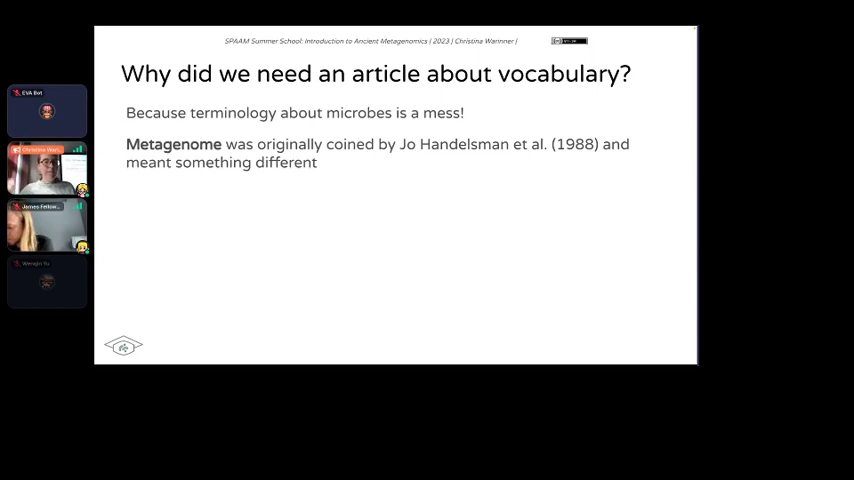 SPAAM Summer School: Introduction to Ancient Metagenomics | 2023 | Christina Warinner |
Why did we need an article about vocabulary?
Because terminology about microbes is a mess!
Metagenome was originally coined by Jo Handelsman et al. (1988) and
meant something different
EVA Bot
Christina War...
James Fellow...